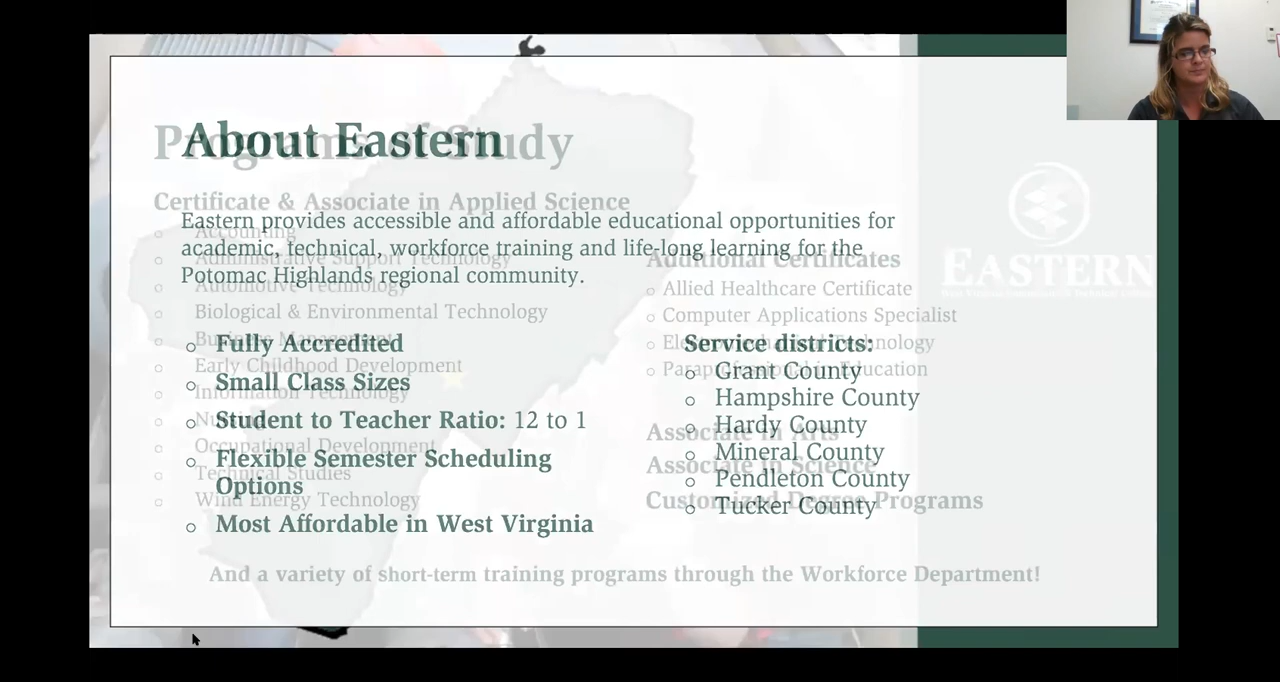 About Eastern
Programs of Study
Certificate & Associate in Applied Science
Eastern provides accessible and affordable educational opportunities for
academic, technical, workforce training and life-long learning for the
Potomac Highlands regional community.
Fully Accredited
Small Class Sizes
Student to Teacher Ratio: 12 to 1
Flexible Semester Scheduling
Options
Most Affordable in West Virginia
Service districts:
Grant County
Hampshire County
Hardy County
Mineral County
Pendleton County
Tucker County
Accounting
Administrative Support Technology
Automotive Technology
Biological & Environmental Technology
Business Management
Early Childhood Development
Information Technology
Nursing
Occupational Development
Technical Studies
Wind Energy Technology
Additional Certificates
Allied Healthcare Certificate
Computer Applications Specialist
Technology
Paraprofessional in Education
Associate in Arts
Associate in Science
Customized Degree Programs
And a variety of short-term training programs through the Workforce Department!
EASTERN